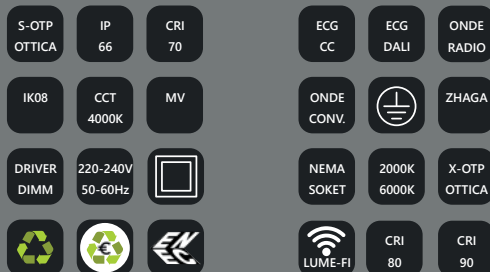 S-OTP
OTTICA
IP
66
CRI
70
ECG
CC
ECG
DALI
ONDE
RADIO
IK08
CCT
4000K
MV
ONDE
CONV.
ZHAGA
DRIVER
DIMM
220-240V
50-60Hz
NEMA
SOKET
2000K
6000K
X-OTP
OTTICA
€
ENEC
LUME-FI
CRI
80
CRI
90